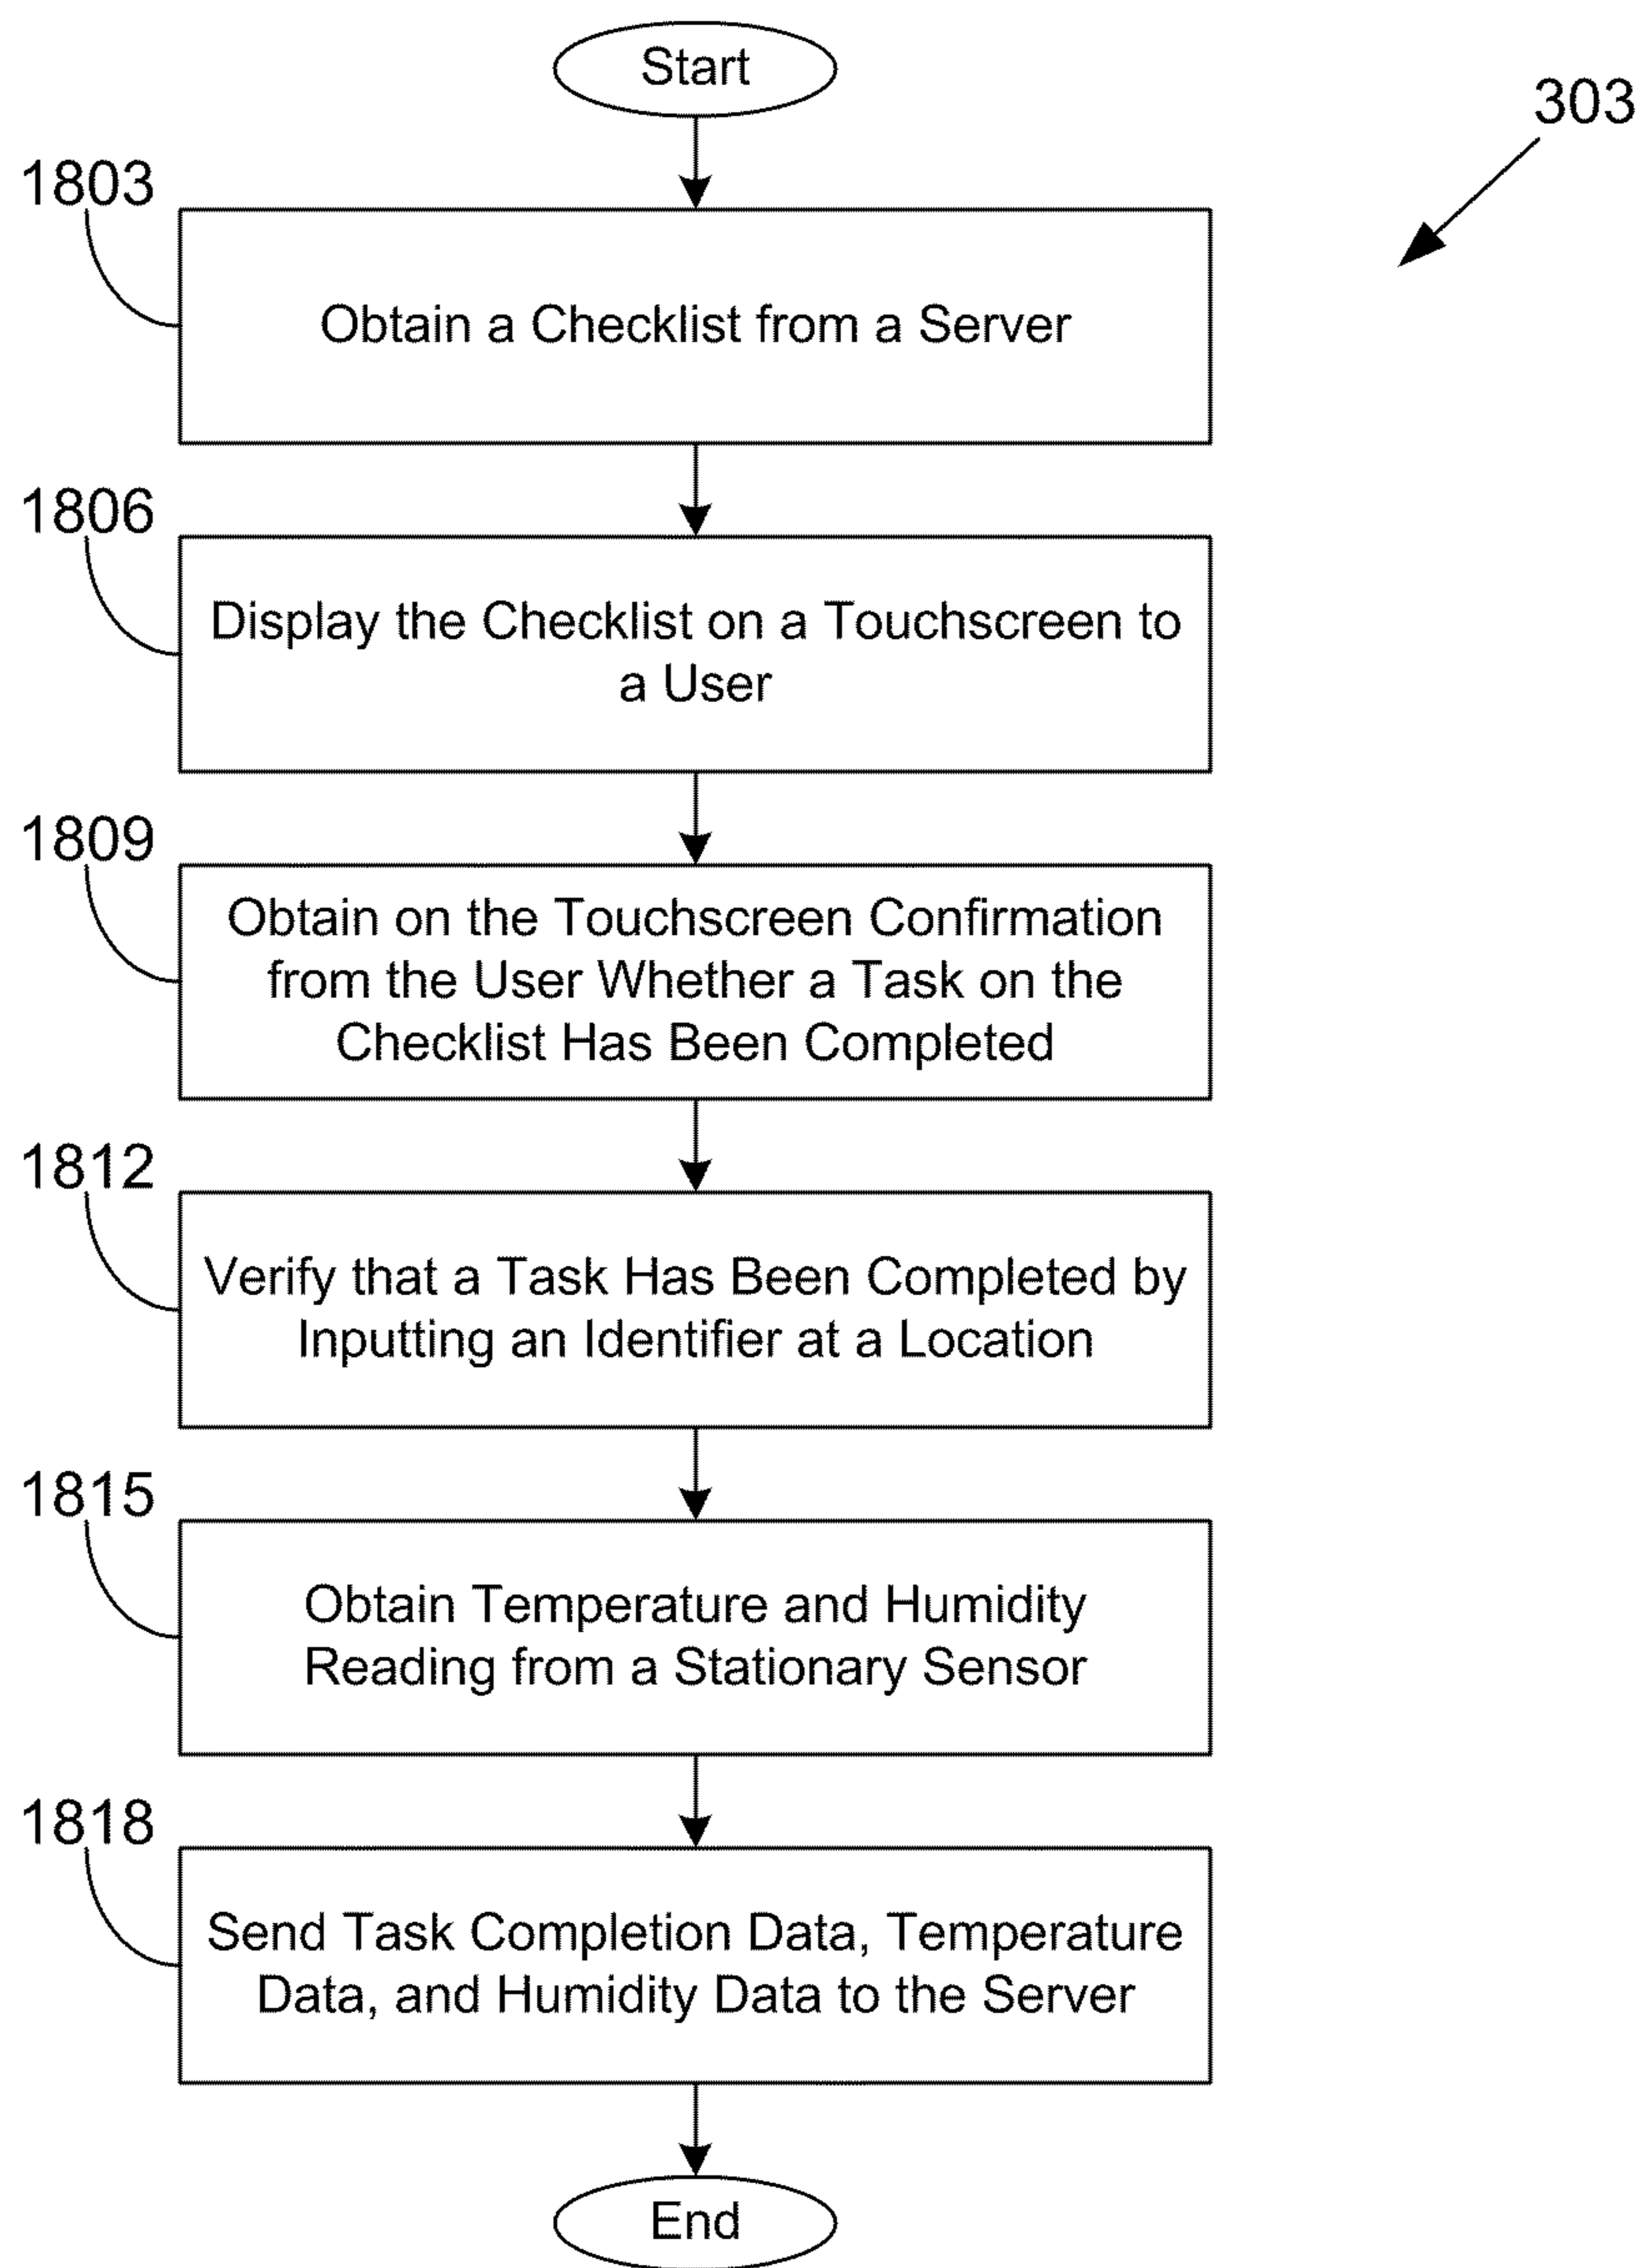 Start
303
1803
Obtain a Checklist from a Server
1806
Display the Checklist on a Touchscreen to
a User
1809
Obtain on the Touchscreen Confirmation
from the User Whether a Task on the
Checklist Has Been Completed
1812
Verify that a Task Has Been Completed by
Inputting an Identifier at a Location
1815
Obtain Temperature and Humidity
Reading from a Stationary Sensor
1818
Send Task Completion Data, Temperature
Data, and Humidity Data to the Server
End